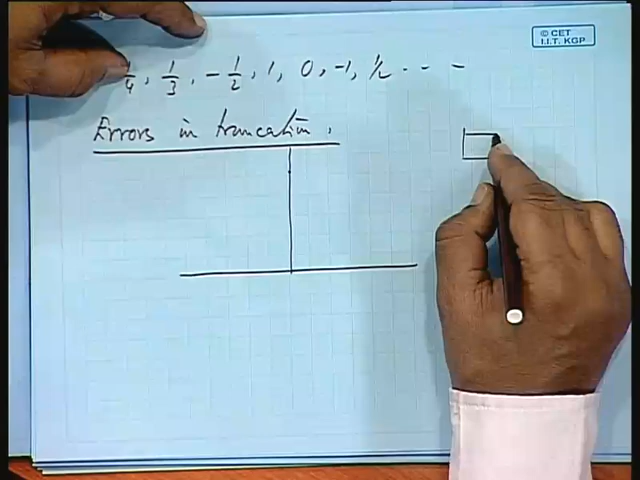 © CET
I.I.T. KGP
1/4, 1/3, -1/2, 1, 0, -1, 1/2 . . . -
Errors in truncation.